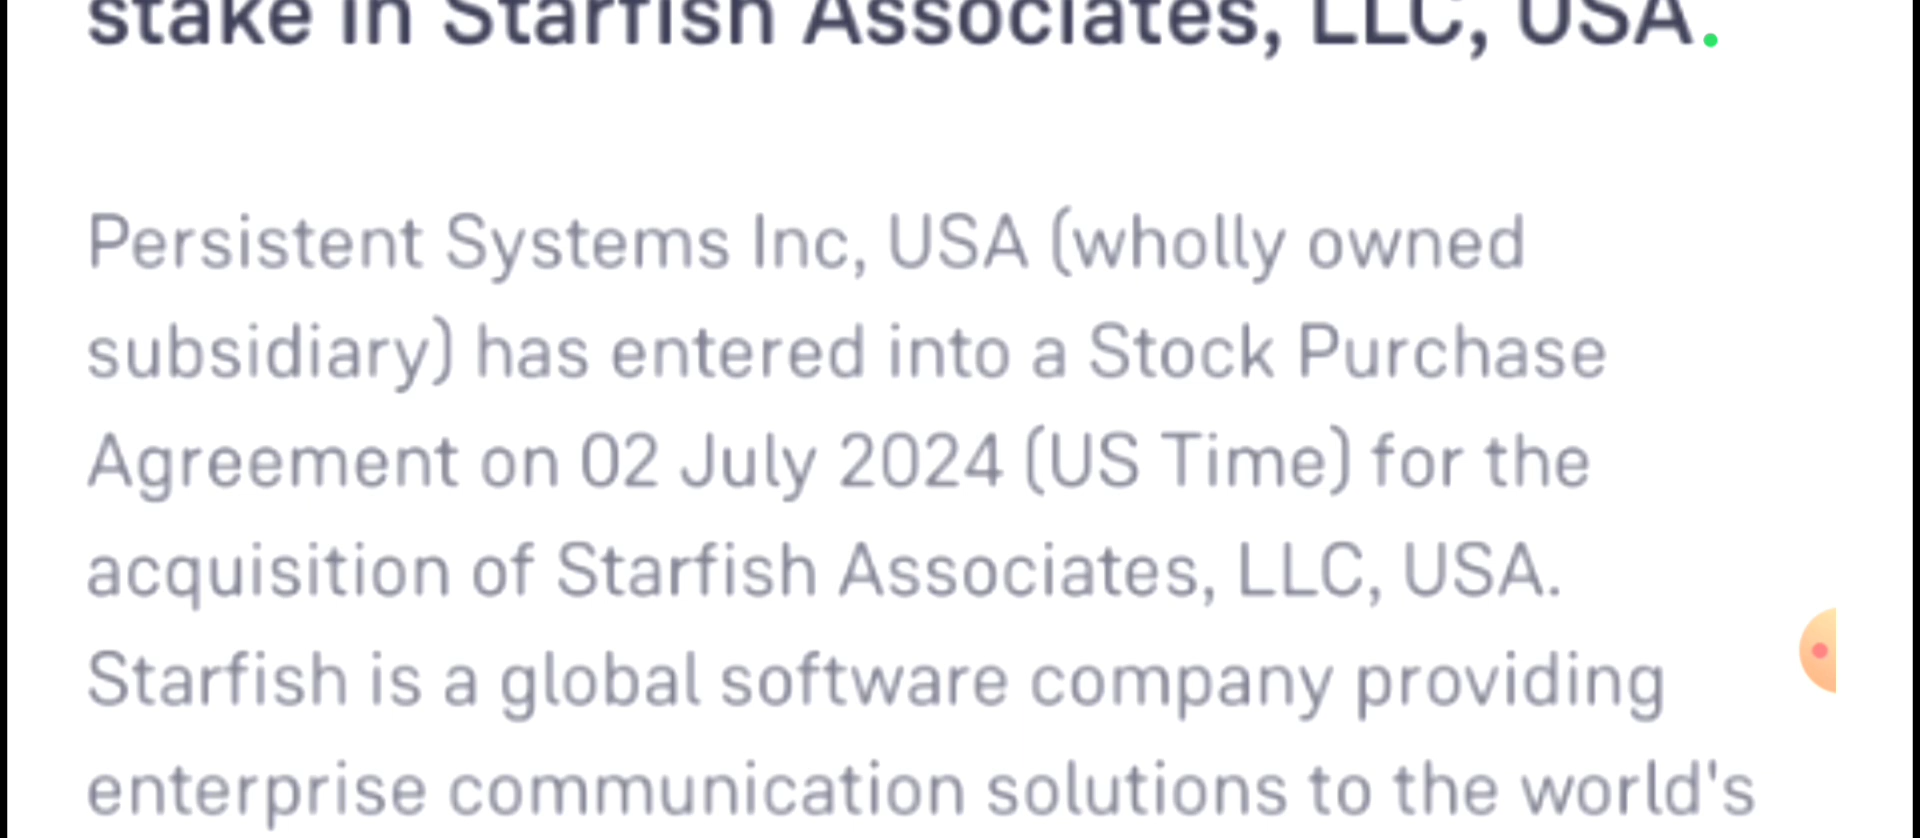 stake in Starfish Associates, LLC, USA.
Persistent Systems Inc, USA (wholly owned
subsidiary) has entered into a Stock Purchase
Agreement on 02 July 2024 (US Time) for the
acquisition of Starfish Associates, LLC, USA.
Starfish is a global software company providing
enterprise communication solutions to the world's